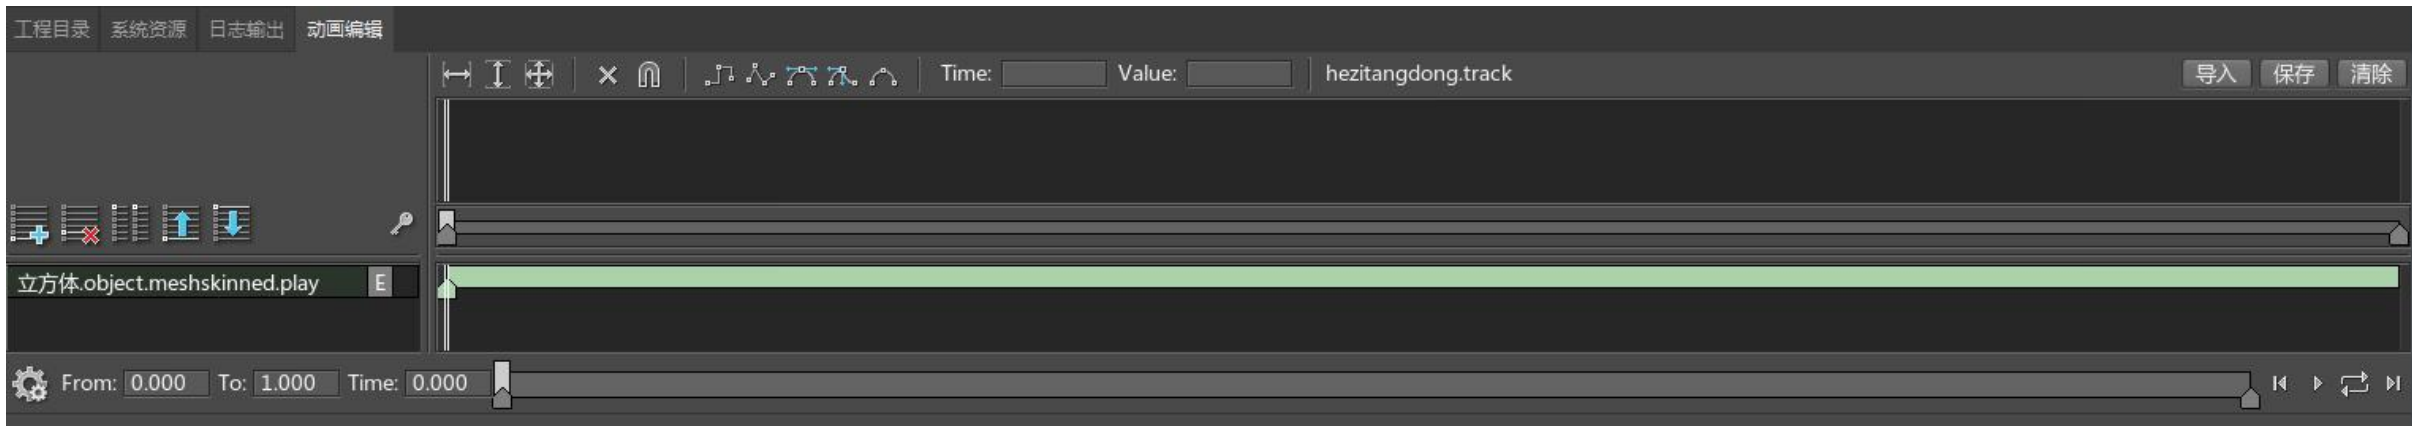 工程目录 系统资源 日志输出 动画编辑
Time: Value: hezitangdong.track 导入 保存 清除
立方体.object.meshskinned.play E
From: 0.000 To: 1.000 Time: 0.000